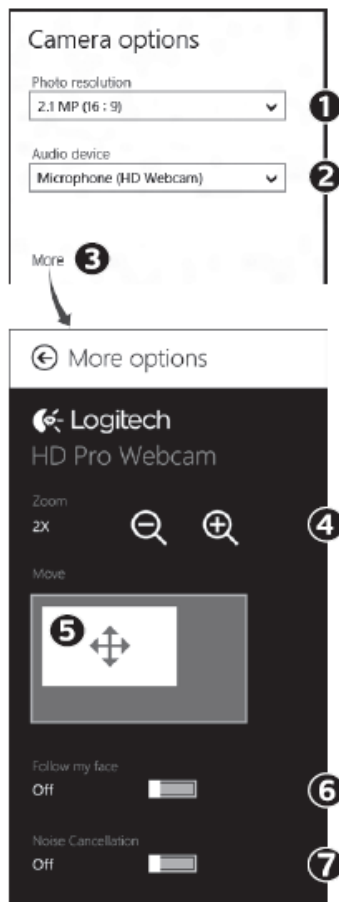 Camera options
Photo resolution
2.1 MP (16 : 9)
1
Audio device
Microphone (HD Webcam)
2
More 3
More options
Logitech
HD Pro Webcam
Zoom
2X
4
Move
5
Follow my face
Off
6
Noise Cancellation
Off
7